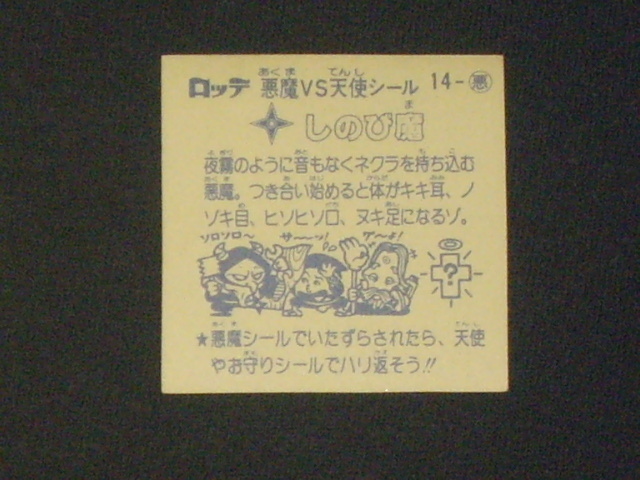 ロッテ 悪魔VS天使シール 14-悪
しのび魔
夜霧のように音もなくネクラを持ち込む
悪魔。つき合い始めると体がキキ耳、ノ
ゾキ目、ヒソヒソ口、ヌキ足になるゾ。
ソロソロ〜 サ〜〜ッ! ゲ〜ょ!
?
★悪魔シールでいたずらされたら、天使
やお守りシールでハリ返そう!!